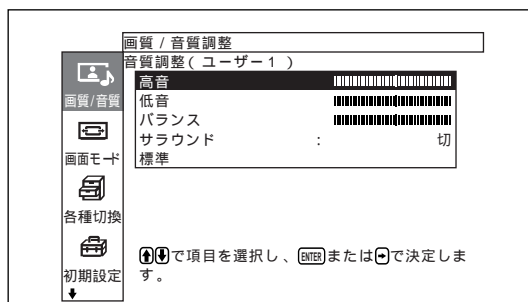 画質/音質調整
音質調整(ユーザー1)
高音
低音
バランス
サラウンド : 切
標準
画質/音質
画面モード
各種切換
初期設定
で項目を選択し、ENTERまたはで決定しま
す。